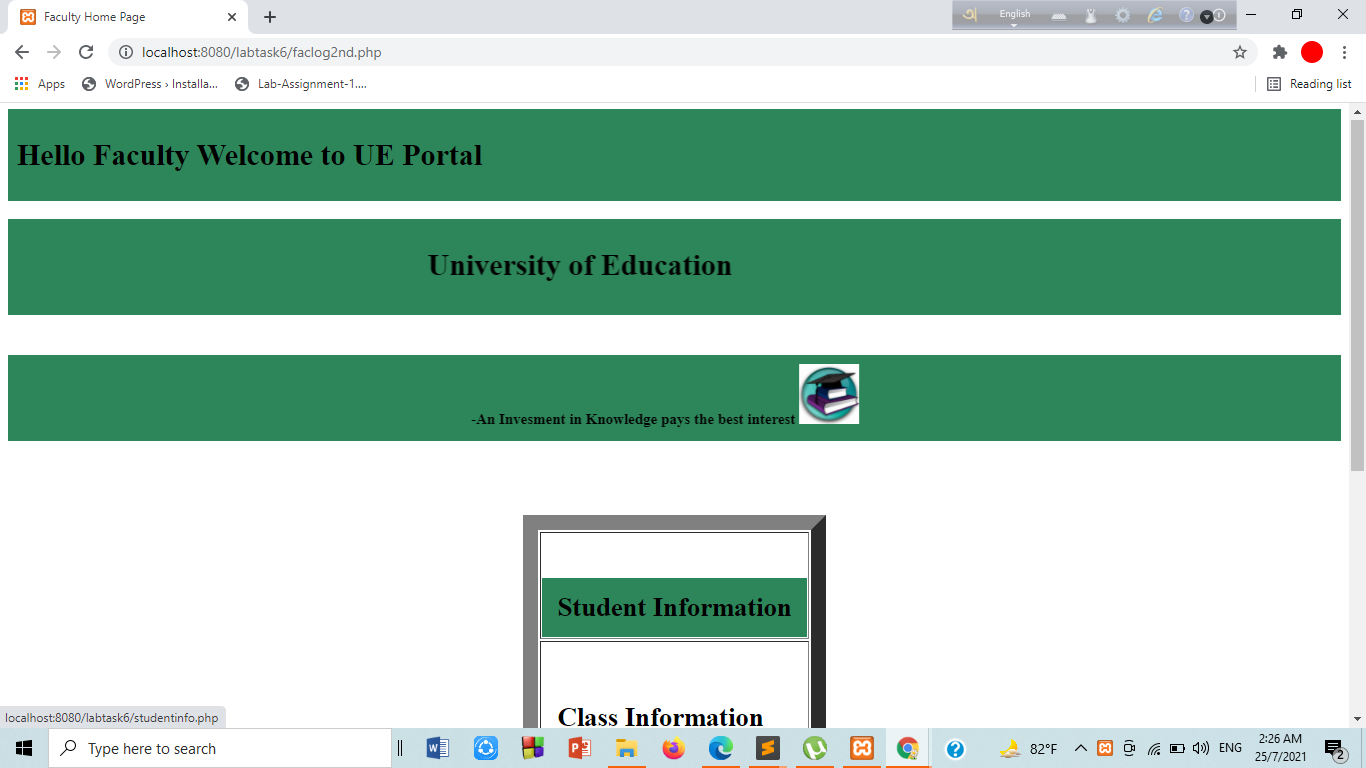 Faculty Home Page
English
localhost:8080/labtask6/faclog2nd.php
Apps
WordPress › Installa...
Lab-Assignment-1....
Reading list
Hello Faculty Welcome to UE Portal
University of Education
-An Invesment in Knowledge pays the best interest
Student Information
Class Information
localhost:8080/labtask6/studentinfo.php
Type here to search
82°F
ENG
2:26 AM
25/7/2021
2